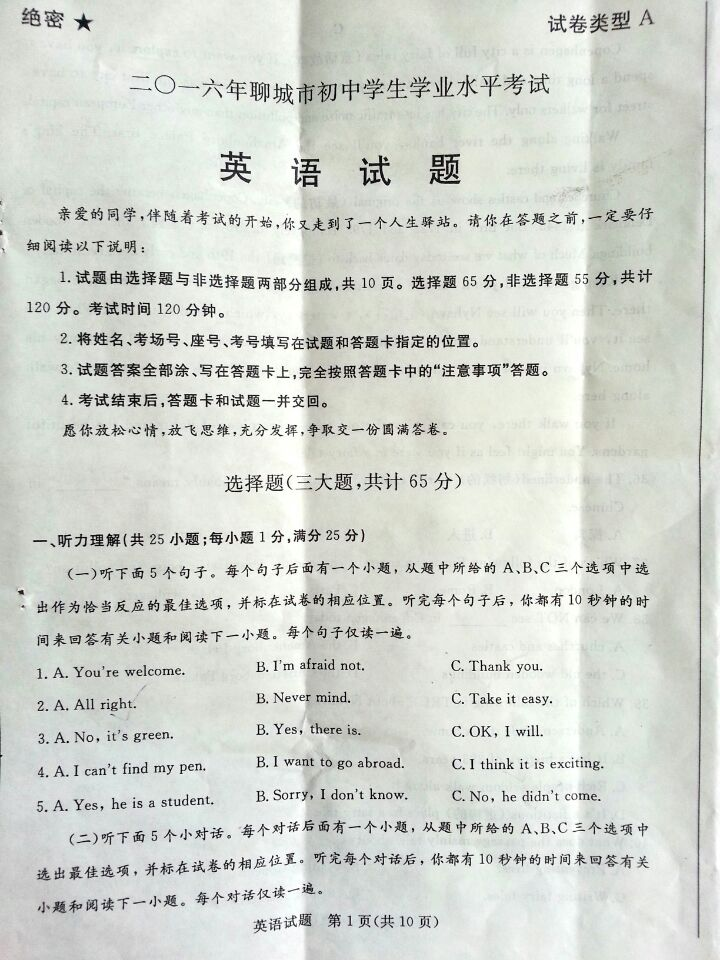 绝密 ★
试卷类型 A
二〇一六年聊城市初中学生学业水平考试
英 语 试 题
亲爱的同学,伴随着考试的开始,你又走到了一个人生驿站。请你在答题之前,一定要仔
细阅读以下说明:
1.试题由选择题与非选择题两部分组成,共 10 页。选择题 65 分,非选择题 55 分,共计
120 分。考试时间 120 分钟。
2.将姓名、考场号、座号、考号填写在试题和答题卡指定的位置。
3.试题答案全部涂、写在答题卡上,完全按照答题卡中的“注意事项”答题。
4.考试结束后,答题卡和试题一并交回。
愿你放松心情,放飞思维,充分发挥,争取交一份圆满答卷。
选择题(三大题,共计 65 分)
一、听力理解(共 25 小题;每小题 1 分,满分 25 分)
(一)听下面 5 个句子。每个句子后面有一个小题,从题中所给的 A、B、C 三个选项中选
出作为恰当反应的最佳选项,并标在试卷的相应位置。听完每个句子后,你都有 10 秒钟的时
间来回答有关小题和阅读下一小题。每个句子仅读一遍。
1. A. You're welcome. B. I'm afraid not. C. Thank you.
2. A. All right. B. Never mind. C. Take it easy.
3. A. No, it's green. B. Yes, there is. C. OK, I will.
4. A. I can't find my pen. B. I want to go abroad. C. I think it is exciting.
5. A. Yes, he is a student. B. Sorry, I don't know. C. No, he didn't come.
(二)听下面 5 个小对话。每个对话后面有一个小题,从题中所给的 A、B、C 三个选项中
选出最佳选项,并标在试卷的相应位置。听完每个对话后,你都有 10 秒钟的时间来回答有关
小题和阅读下一小题。每个对话仅读一遍。
英语试题 第 1 页(共 10 页)